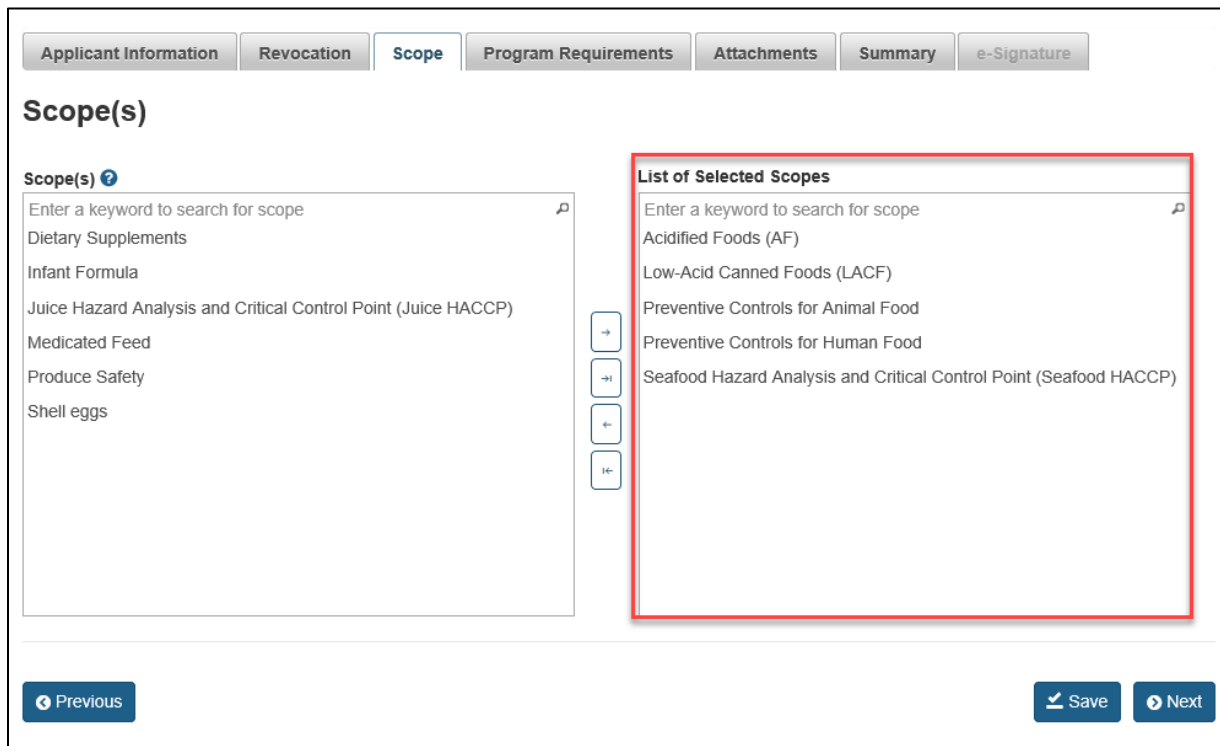 Applicant Information Revocation Scope Program Requirements Attachments Summary e-Signature
Scope(s)
Scope(s)
Enter a keyword to search for scope
Dietary Supplements
Infant Formula
Juice Hazard Analysis and Critical Control Point (Juice HACCP)
Medicated Feed
Produce Safety
Shell eggs
List of Selected Scopes
Enter a keyword to search for scope
Acidified Foods (AF)
Low-Acid Canned Foods (LACF)
Preventive Controls for Animal Food
Preventive Controls for Human Food
Seafood Hazard Analysis and Critical Control Point (Seafood HACCP)
Previous
Save
Next